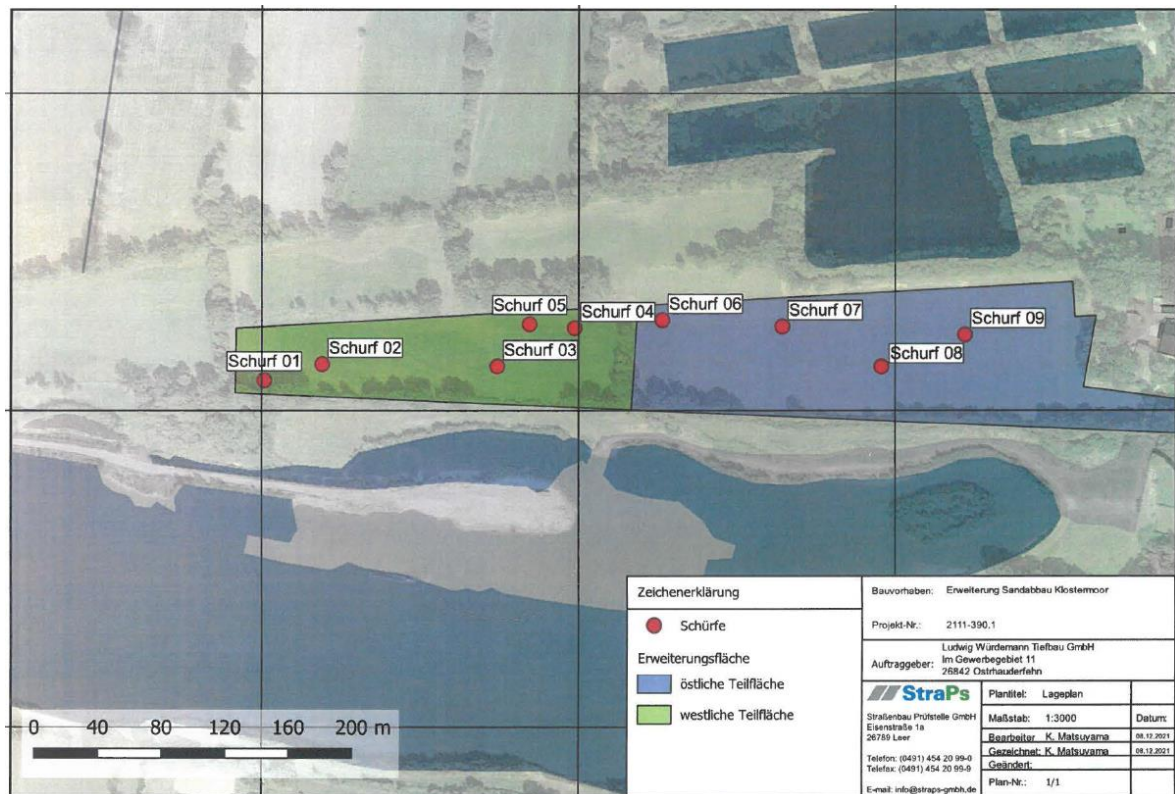 Schurf 05
Schurf 04
Schurf 06
Schurf 07
Schurf 09
Schurf 01
Schurf 02
Schurf 03
Schurf 08
0 40 80 120 160 200 m
Zeichenerklärung
Schürfe
Erweiterungsfläche
östliche Teilfläche
westliche Teilfläche
Bauvorhaben: Erweiterung Sandabbau Klostermoor
Projekt-Nr.: 2111-390.1
Auftraggeber: Ludwig Würdemann Tiefbau GmbH
Im Gewerbegebiet 11
26842 Ostrhauderfehn
StraPs
Straßenbau Prüfstelle GmbH
Eisenstraße 1a
26789 Leer
Telefon: (0491) 454 20 99-0
Telefax: (0491) 454 20 99-9
E-mail: info@straps-gmbh.de
Plantitel: Lageplan
Maßstab: 1:3000 Datum:
Bearbeiter K. Matsuyama 08.12.2021
Gezeichnet: K. Matsuyama 08.12.2021
Geändert:
Plan-Nr.: 1/1